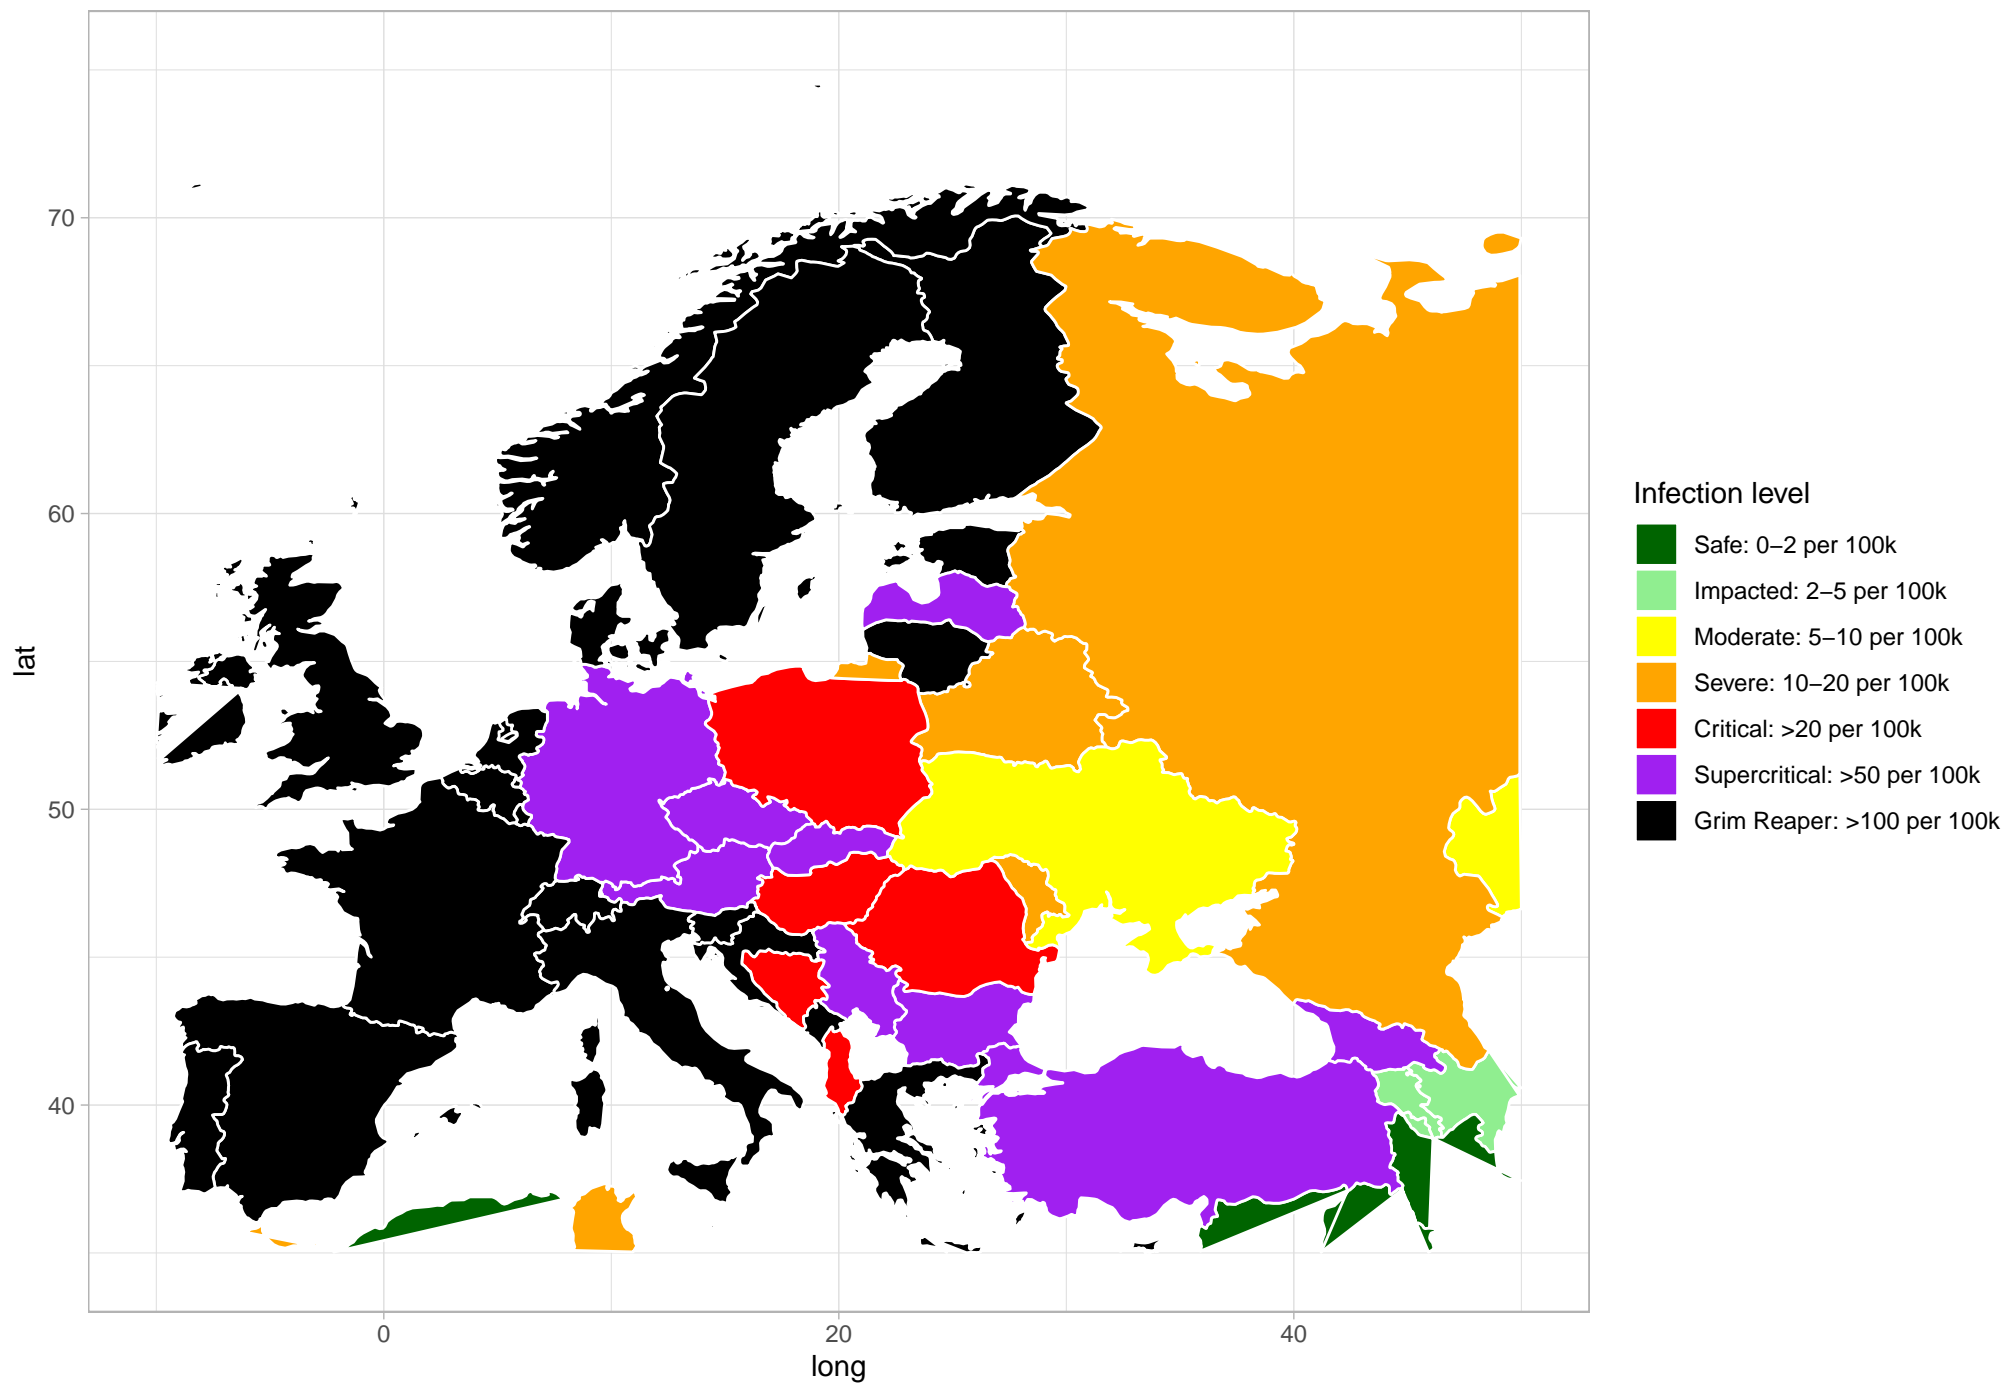 70
60
50
40
lat
0
20
40
long
Infection level
Safe: 0−2 per 100k
Impacted: 2−5 per 100k
Moderate: 5−10 per 100k
Severe: 10−20 per 100k
Critical: >20 per 100k
Supercritical: >50 per 100k
Grim Reaper: >100 per 100k